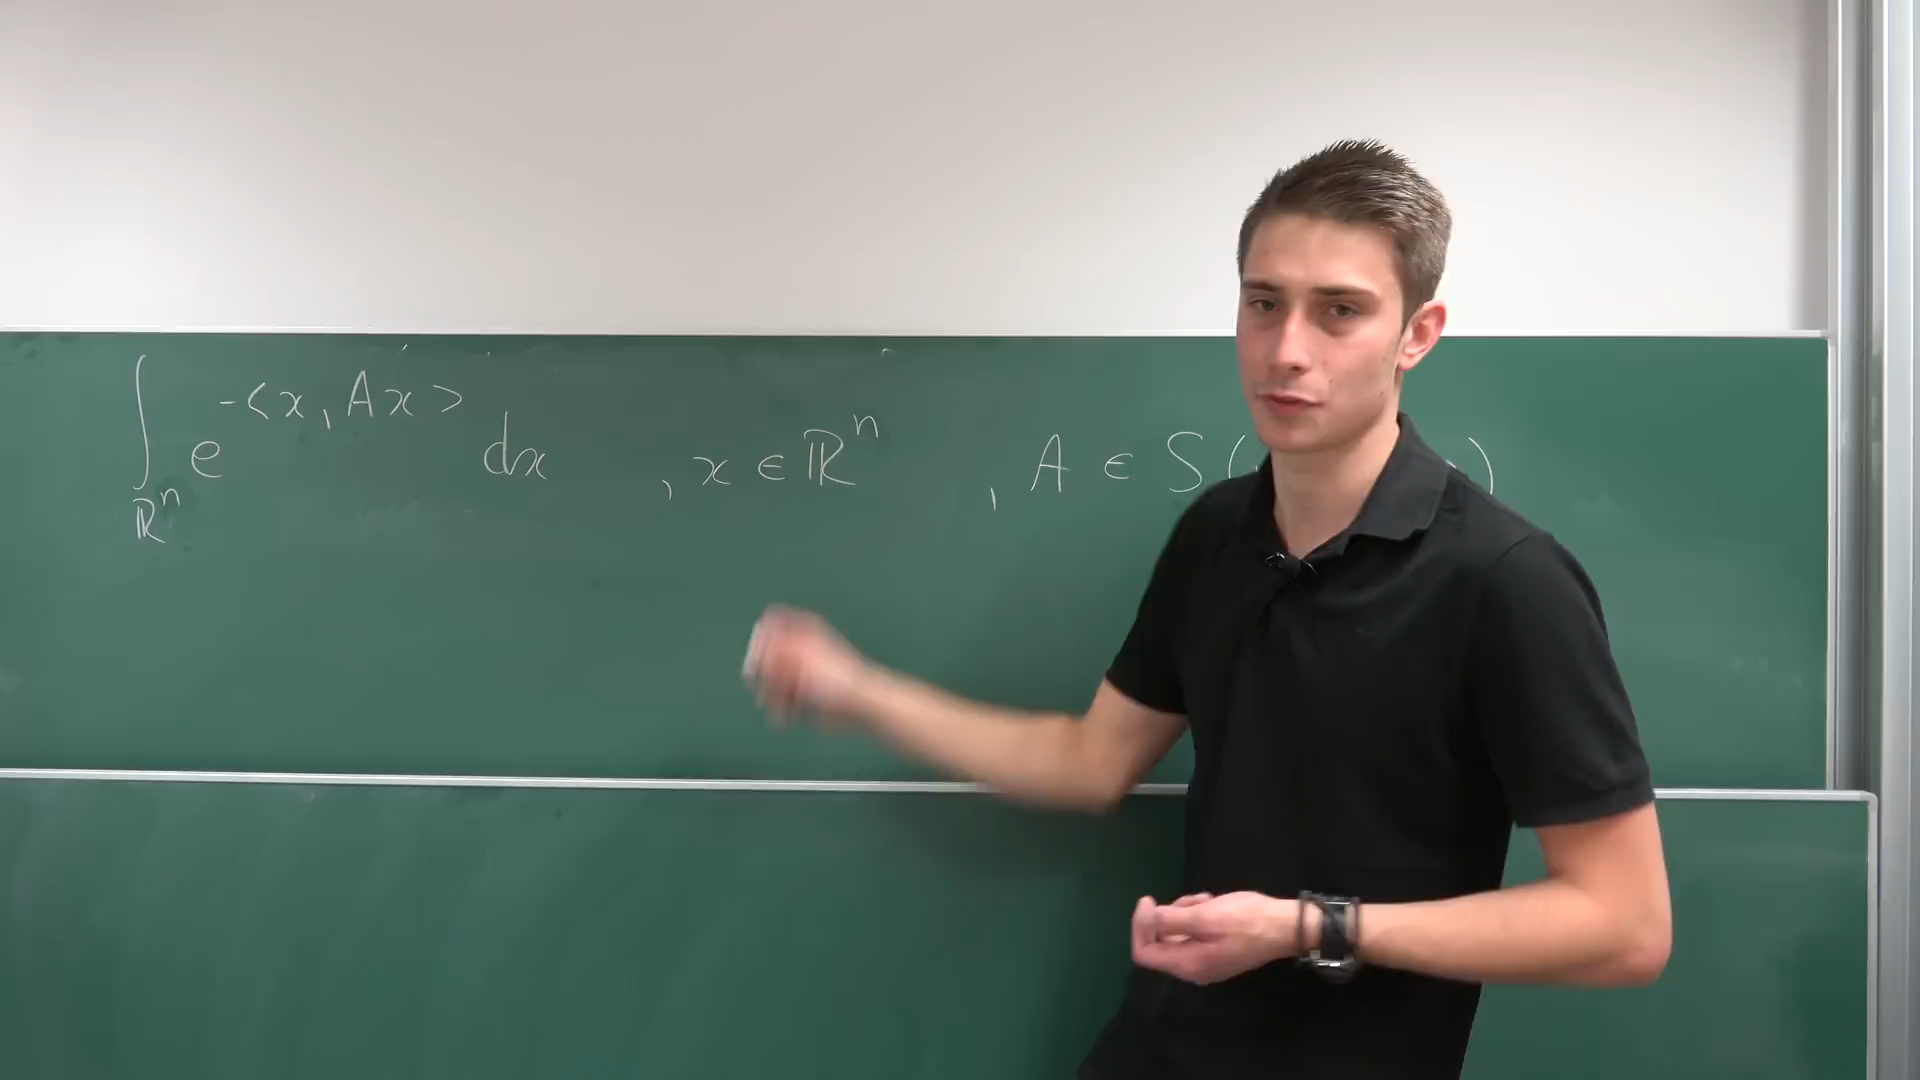 ∫_{ℝ^n} e^{-<x, Ax>} dx , x ∈ ℝ^n , A ∈ S( )